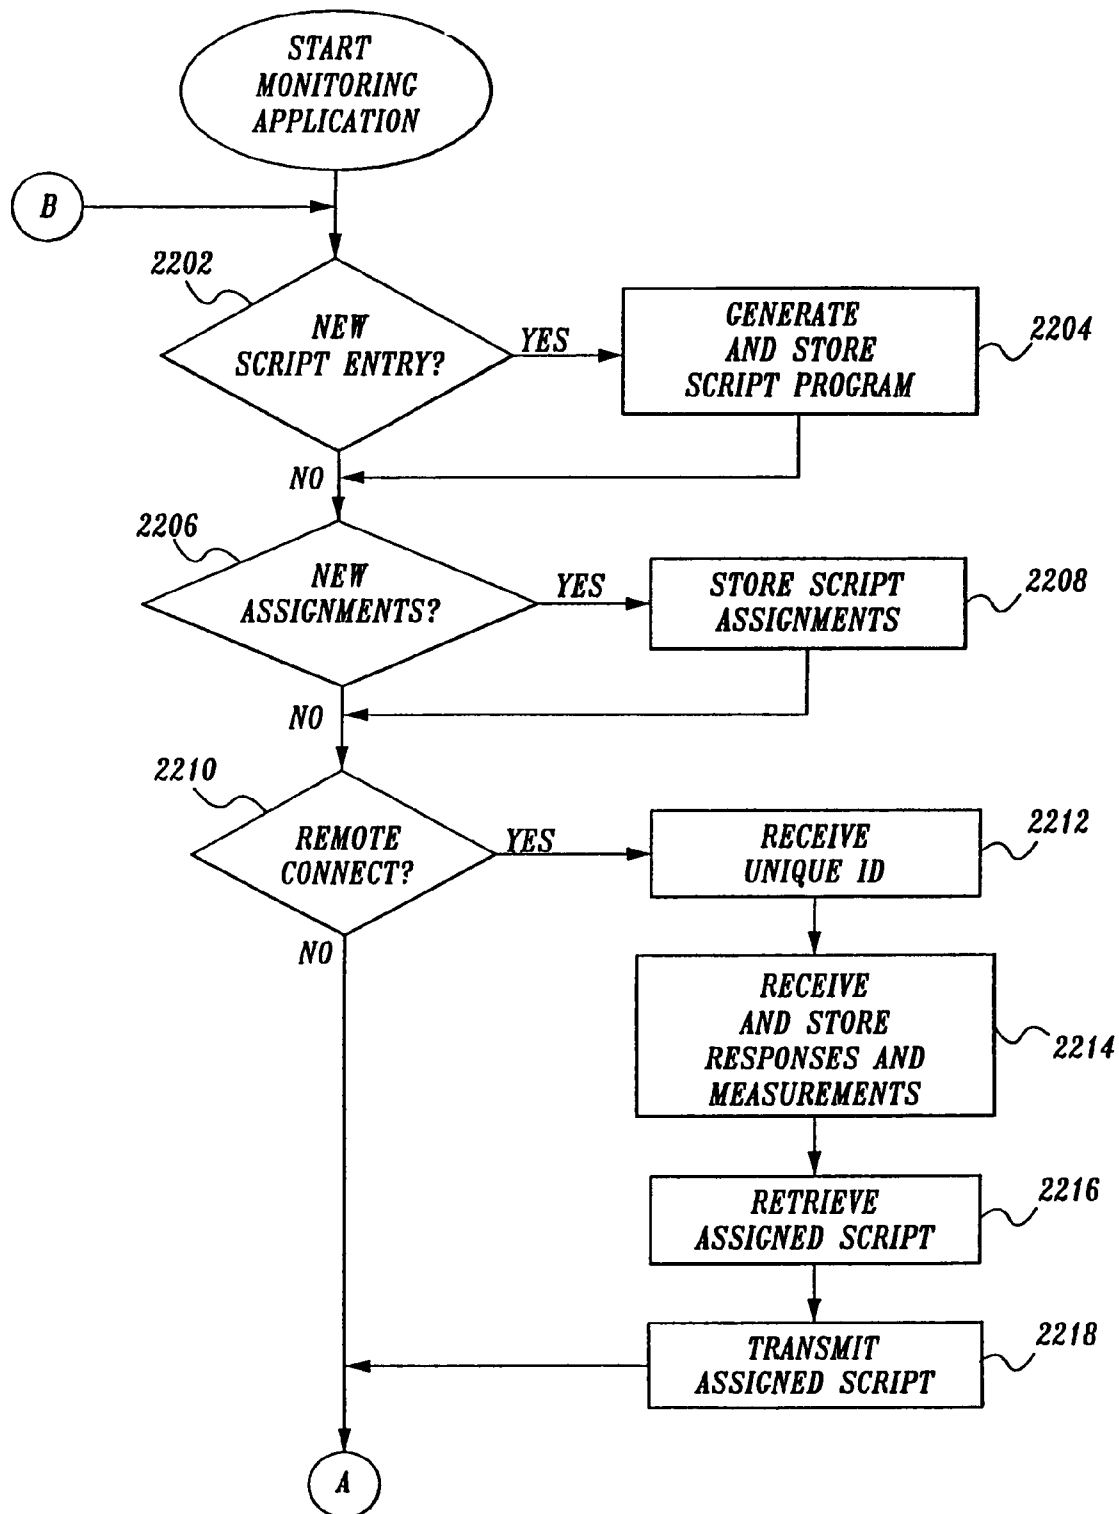 START
MONITORING
APPLICATION
B
2202
NEW
SCRIPT ENTRY?
YES
GENERATE
AND STORE
SCRIPT PROGRAM
2204
NO
2206
NEW
ASSIGNMENTS?
YES
STORE SCRIPT
ASSIGNMENTS
2208
NO
2210
REMOTE
CONNECT?
YES
RECEIVE
UNIQUE ID
2212
NO
RECEIVE
AND STORE
RESPONSES AND
MEASUREMENTS
2214
RETRIEVE
ASSIGNED SCRIPT
2216
TRANSMIT
ASSIGNED SCRIPT
2218
A